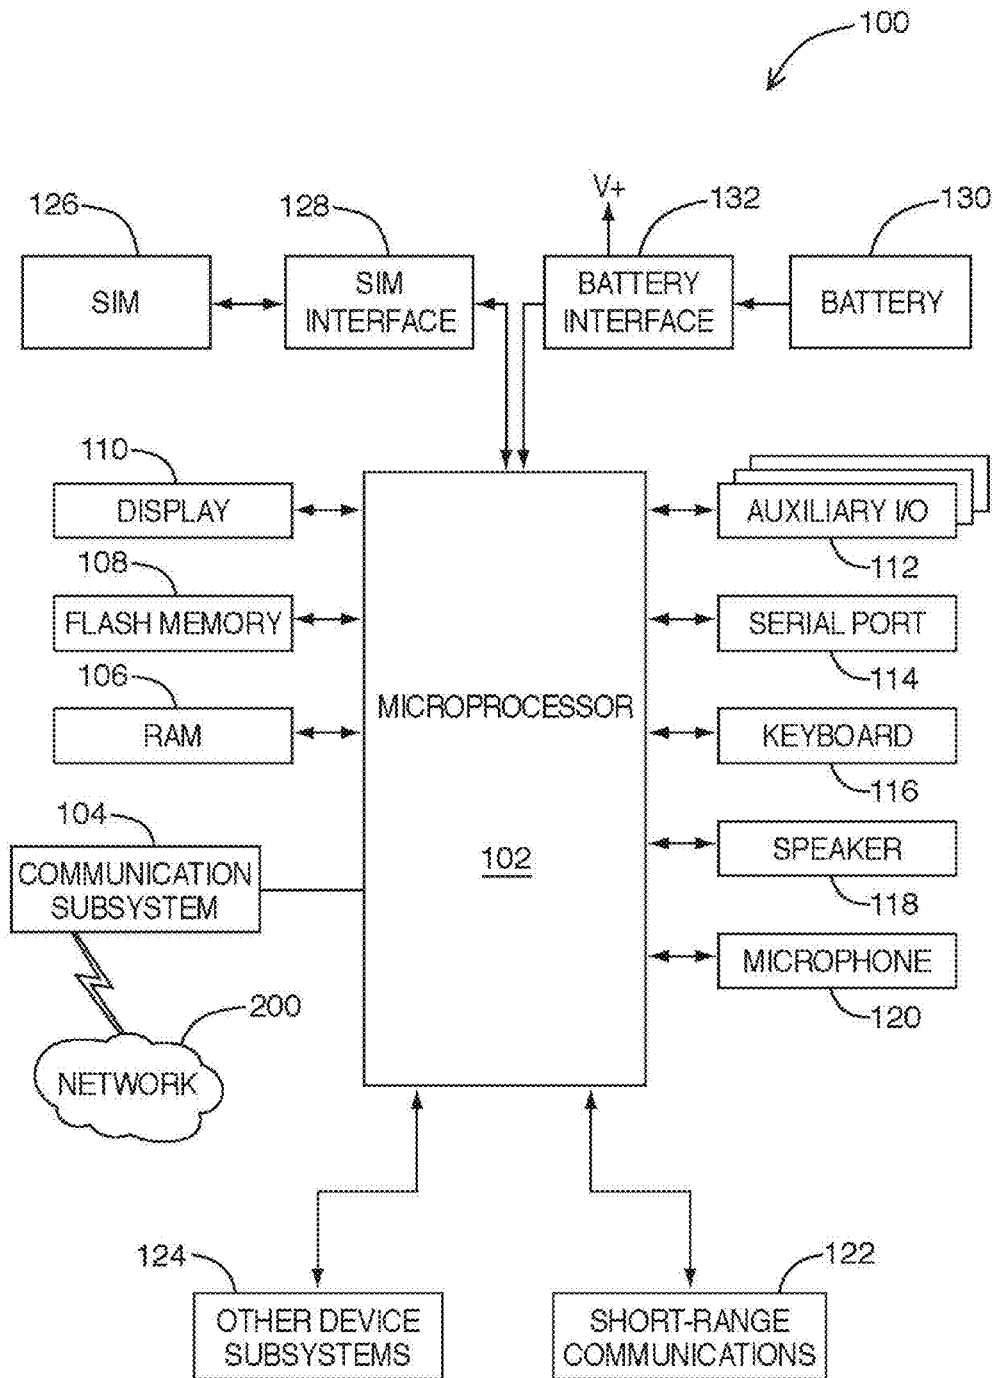 100
V+
126
128
132
130
SIM
SIM
INTERFACE
BATTERY
INTERFACE
BATTERY
110
DISPLAY
AUXILIARY I/O
112
108
FLASH MEMORY
SERIAL PORT
114
106
RAM
MICROPROCESSOR
KEYBOARD
116
104
COMMUNICATION
SUBSYSTEM
102
SPEAKER
118
MICROPHONE
120
200
NETWORK
124
OTHER DEVICE
SUBSYSTEMS
122
SHORT-RANGE
COMMUNICATIONS